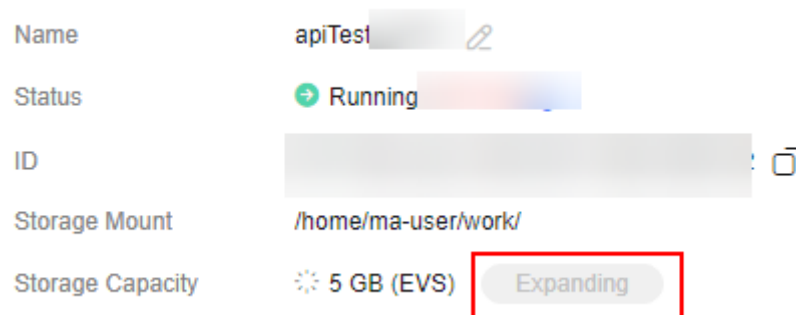 Name apiTest
Status Running
ID
Storage Mount /home/ma-user/work/
Storage Capacity 5 GB (EVS) Expanding